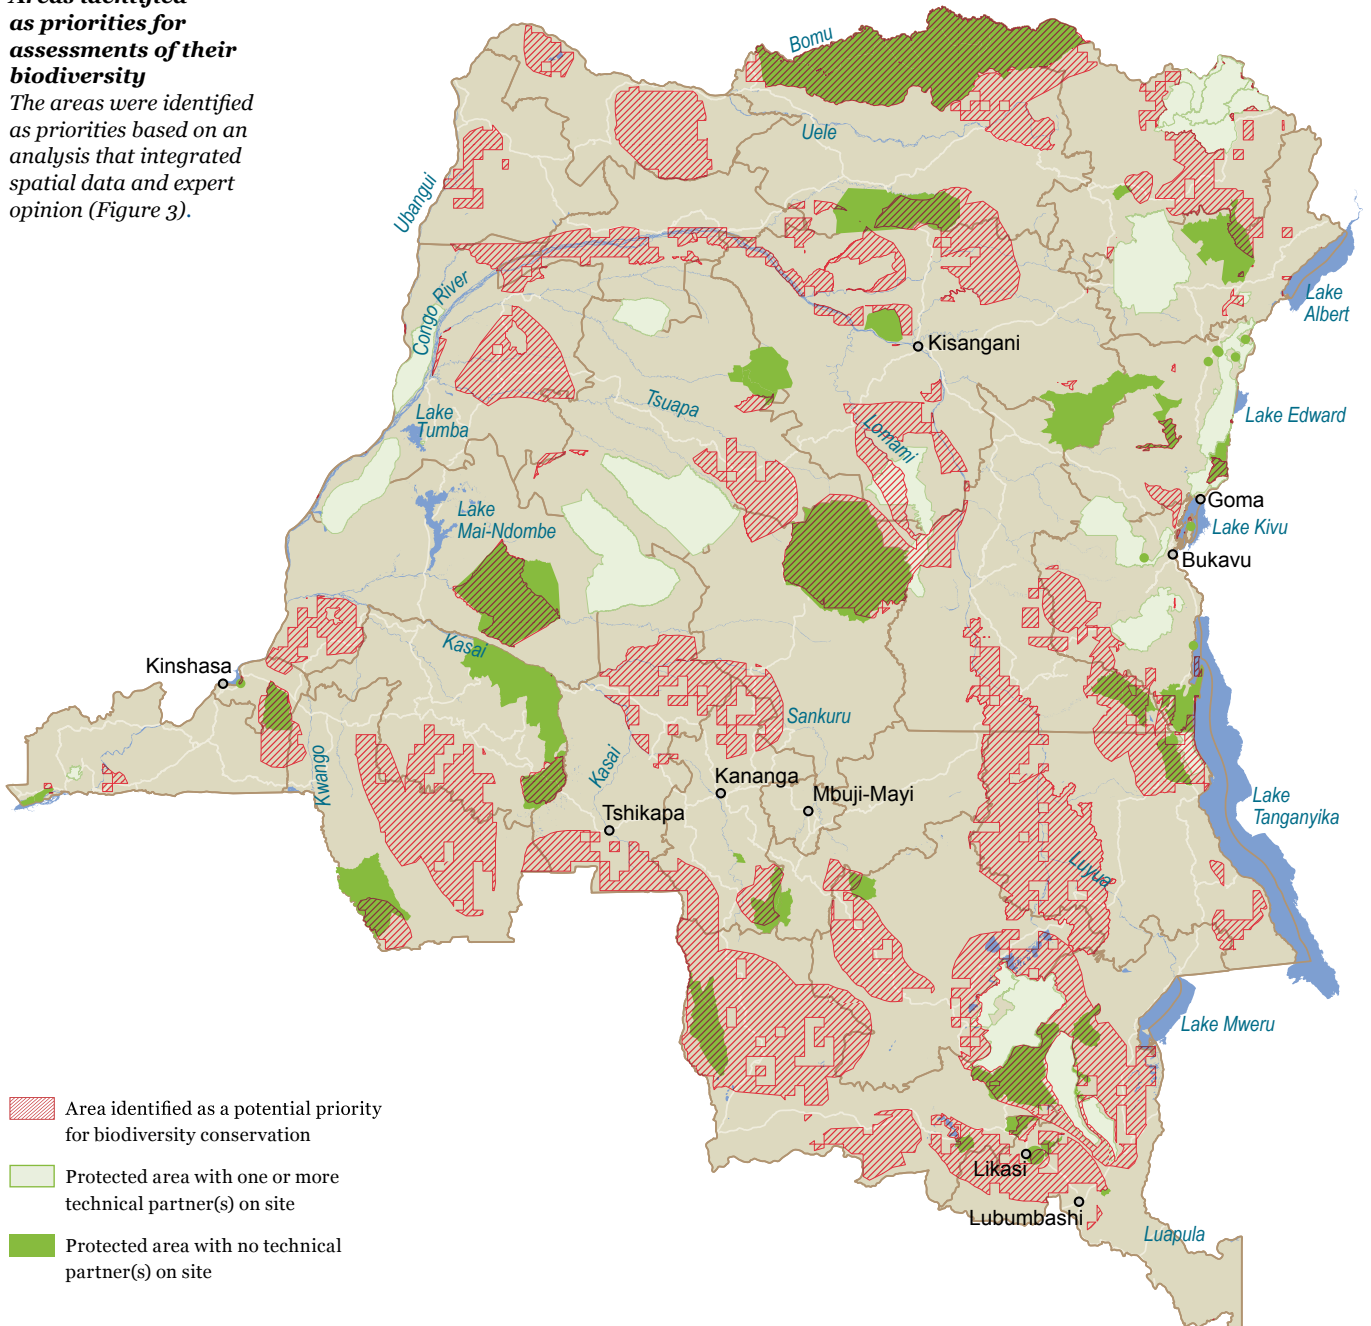 Areas identified
as priorities for
assessments of their
biodiversity
The areas were identified
as priorities based on an
analysis that integrated
spatial data and expert
opinion (Figure 3).
Bomu
Uele
Ubangui
Congo River
Lake
Albert
Kisangani
Lake
Tumba
Tsuapa
Lomami
Lake Edward
Lake
Mai-Ndombe
Goma
Lake Kivu
Bukavu
Kasai
Kinshasa
Sankuru
Kwango
Kasai
Kananga
Mbuji-Mayi
Tshikapa
Lake
Tanganyika
Luvua
Lake Mweru
Likasi
Lubumbashi
Luapula
Area identified as a potential priority
for biodiversity conservation
Protected area with one or more
technical partner(s) on site
Protected area with no technical
partner(s) on site